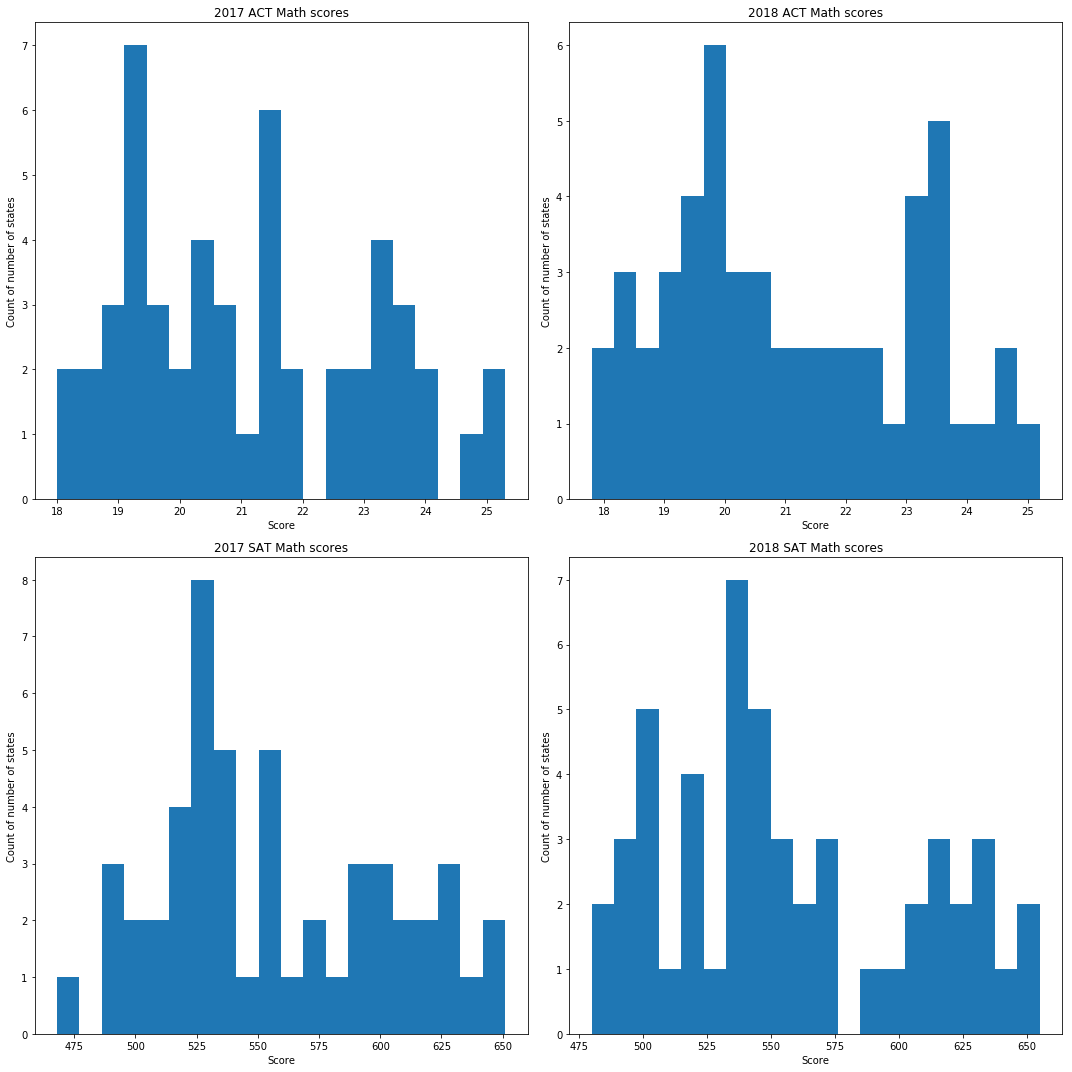 2017 ACT Math scores
Count of number of states
7
6
5
4
3
2
1
0
18 19 20 21 22 23 24 25
Score
2018 ACT Math scores
Count of number of states
6
5
4
3
2
1
0
18 19 20 21 22 23 24 25
Score
2017 SAT Math scores
Count of number of states
8
7
6
5
4
3
2
1
0
475 500 525 550 575 600 625 650
Score
2018 SAT Math scores
Count of number of states
7
6
5
4
3
2
1
0
475 500 525 550 575 600 625 650
Score